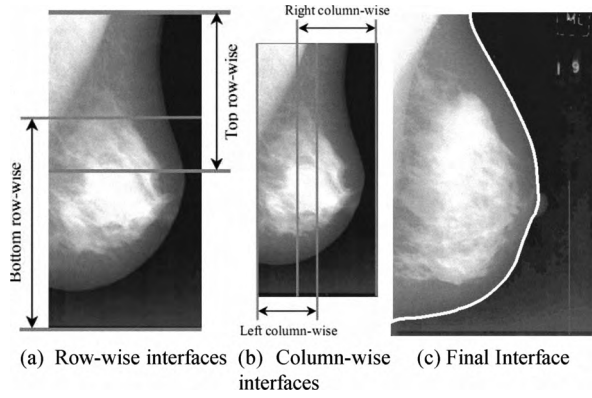 Right column-wise
Top row-wise
Bottom row-wise
Left column-wise
(a) Row-wise interfaces
(b) Column-wise
interfaces
(c) Final Interface